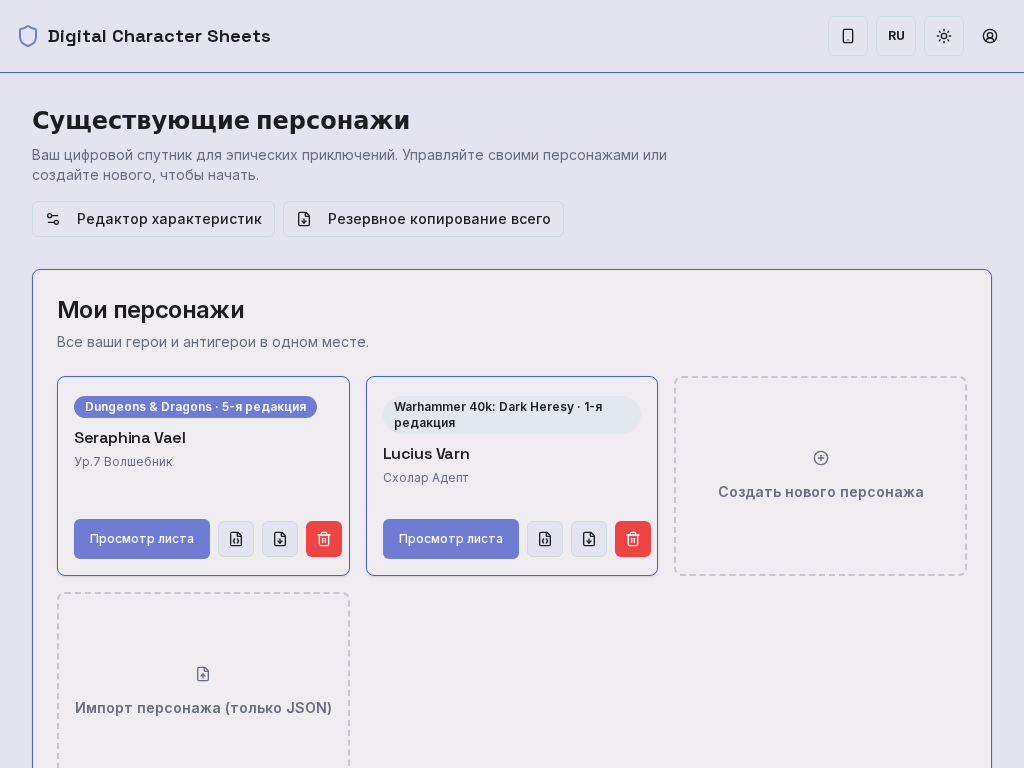 Digital Character Sheets
RU
Существующие персонажи
Ваш цифровой спутник для эпических приключений. Управляйте своими персонажами или
создайте нового, чтобы начать.
Редактор характеристик
Резервное копирование всего
Мои персонажи
Все ваши герои и антигерои в одном месте.
Dungeons & Dragons · 5-я редакция
Seraphina Vael
Ур.7 Волшебник
Просмотр листа
Warhammer 40k: Dark Heresy · 1-я
редакция
Lucius Varn
Схолар Адепт
Просмотр листа
Создать нового персонажа
Импорт персонажа (только JSON)